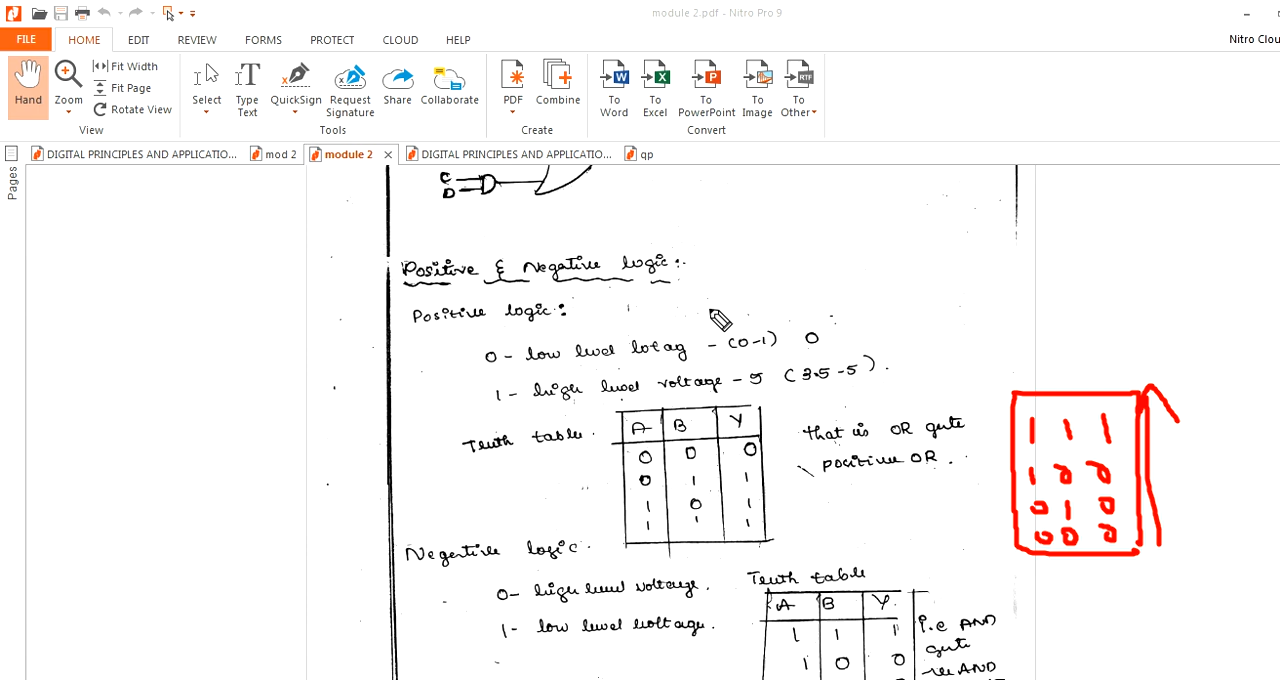 module 2.pdf - Nitro Pro 9
FILE HOME EDIT REVIEW FORMS PROTECT CLOUD HELP
Nitro Clou
Hand
Zoom
Fit Width
Fit Page
Rotate View
View
Select
Type Text
QuickSign
Request Signature
Share
Collaborate
Tools
PDF
Combine
Create
To Word
To Excel
To PowerPoint
To Image
To Other
Convert
Pages
DIGITAL PRINCIPLES AND APPLICATIO... mod 2 module 2 DIGITAL PRINCIPLES AND APPLICATIO... qp
C
D
Positive & Negative logic:
Positive logic:
0 - low level lotag - (0-1) 0
1 - high level voltage - 5 (3.5 - 5).
Truth table.
A B Y
0 0 0
0 1 1
1 0 1
1 1 1
That is OR gate
positive OR.
1 1 1
1 0 0
0 1 0
0 0 0
Negertive logic.
0 - high level voltage.
1 - low level voltage.
Truth table
A B Y
1 1 1
1 0 0
i.e AND
gate
-ve AND